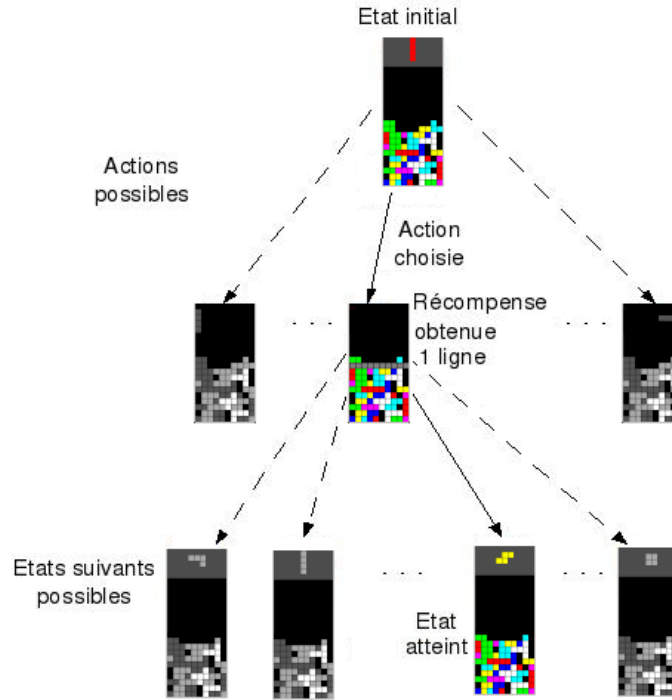 Etat initial
Actions
possibles
Action
choisie
Récompense
obtenue
1 ligne
. . . .
. . . .
Etats suivants
possibles
. . . .
. . . .
Etat
atteint